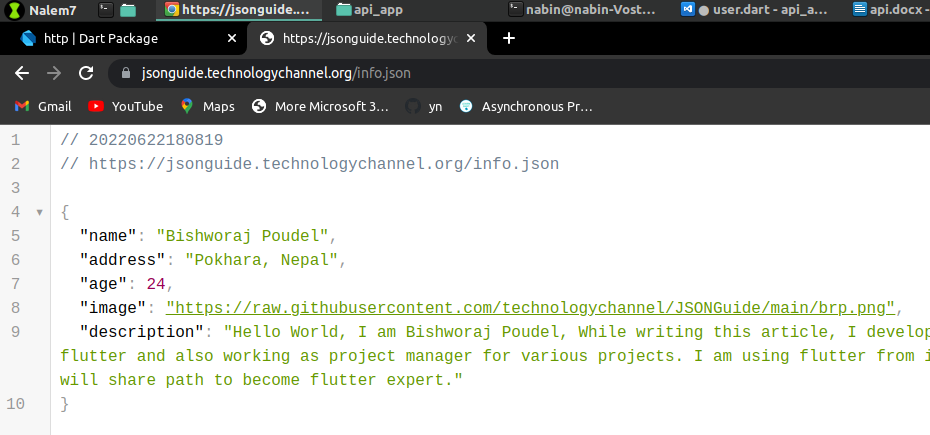 Nalem7 https://jsonguide.... api_app nabin@nabin-Vost... ● user.dart - api_a... api.docx -
http | Dart Package https://jsonguide.technology
jsonguide.technologychannel.org/info.json
Gmail YouTube Maps More Microsoft 3... yn Asynchronous Pr...
1 // 20220622180819
2 // https://jsonguide.technologychannel.org/info.json
3
4 {
5 "name": "Bishworaj Poudel",
6 "address": "Pokhara, Nepal",
7 "age": 24,
8 "image": "https://raw.githubusercontent.com/technologychannel/JSONGuide/main/brp.png",
9 "description": "Hello World, I am Bishworaj Poudel, While writing this article, I develop
flutter and also working as project manager for various projects. I am using flutter from
will share path to become flutter expert."
10 }